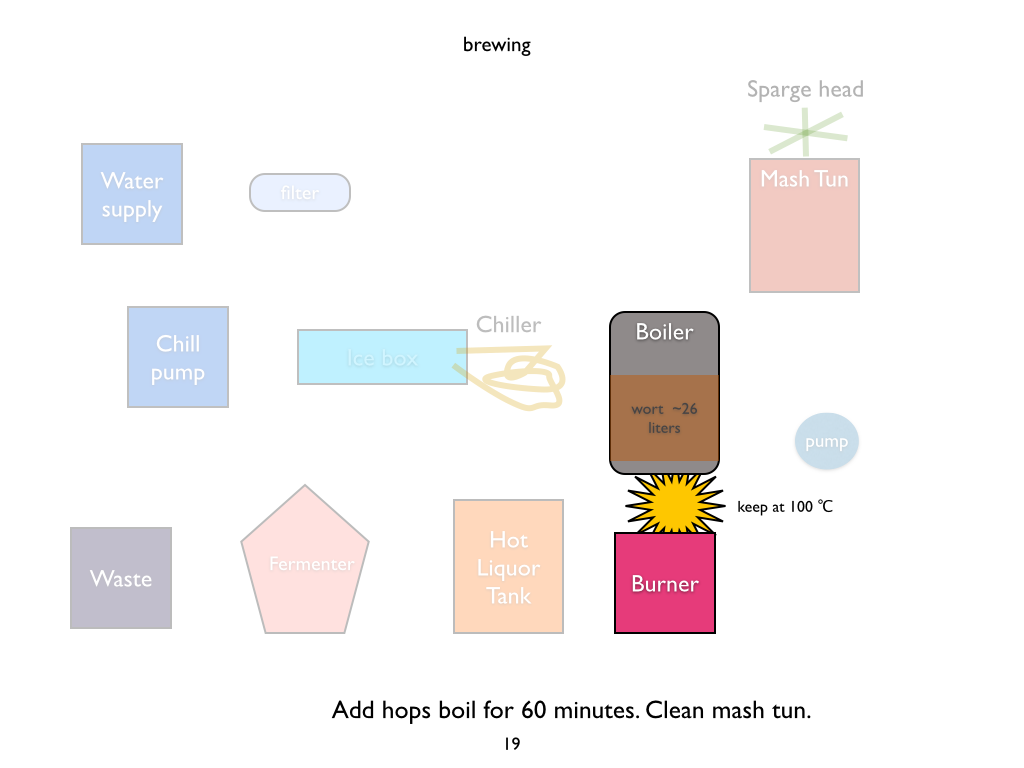 brewing
Sparge head
Mash Tun
Water
supply
filter
Chill
pump
Ice box
Chiller
Boiler
wort ~26
liters
pump
keep at 100 °C
Waste
Fermenter
Hot
Liquor
Tank
Burner
Add hops boil for 60 minutes. Clean mash tun.
19